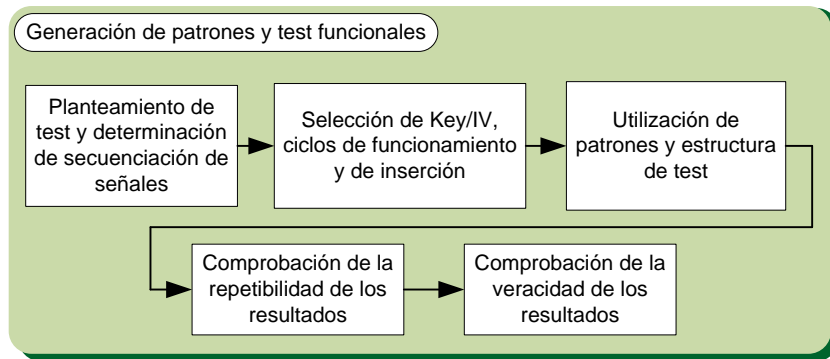 Generación de patrones y test funcionales
Planteamiento de
test y determinación
de secuenciación de
señales
Selección de Key/IV,
ciclos de funcionamiento
y de inserción
Utilización de
patrones y estructura
de test
Comprobación de la
repetibilidad de los
resultados
Comprobación de la
veracidad de los
resultados